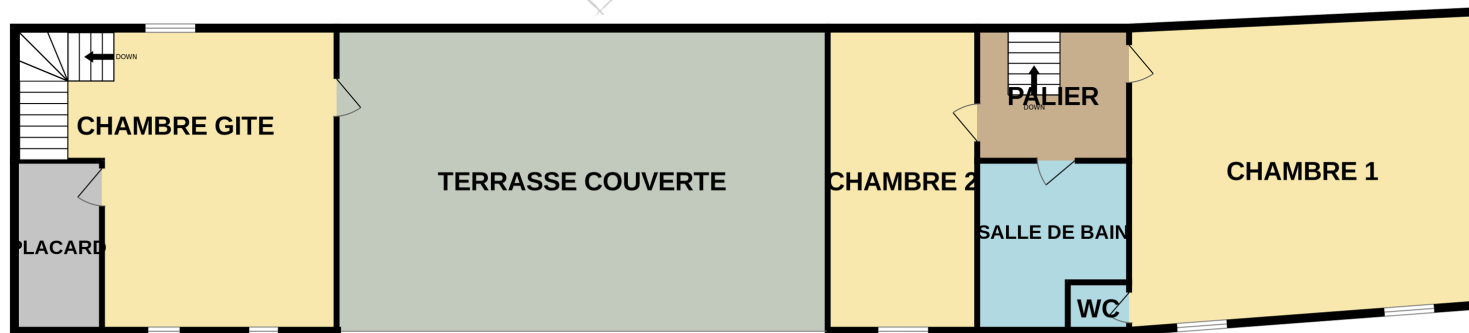 DOWN
CHAMBRE GITE
PLACARD
TERRASSE COUVERTE
CHAMBRE 2
PALIER
DOWN
SALLE DE BAIN
WC
CHAMBRE 1